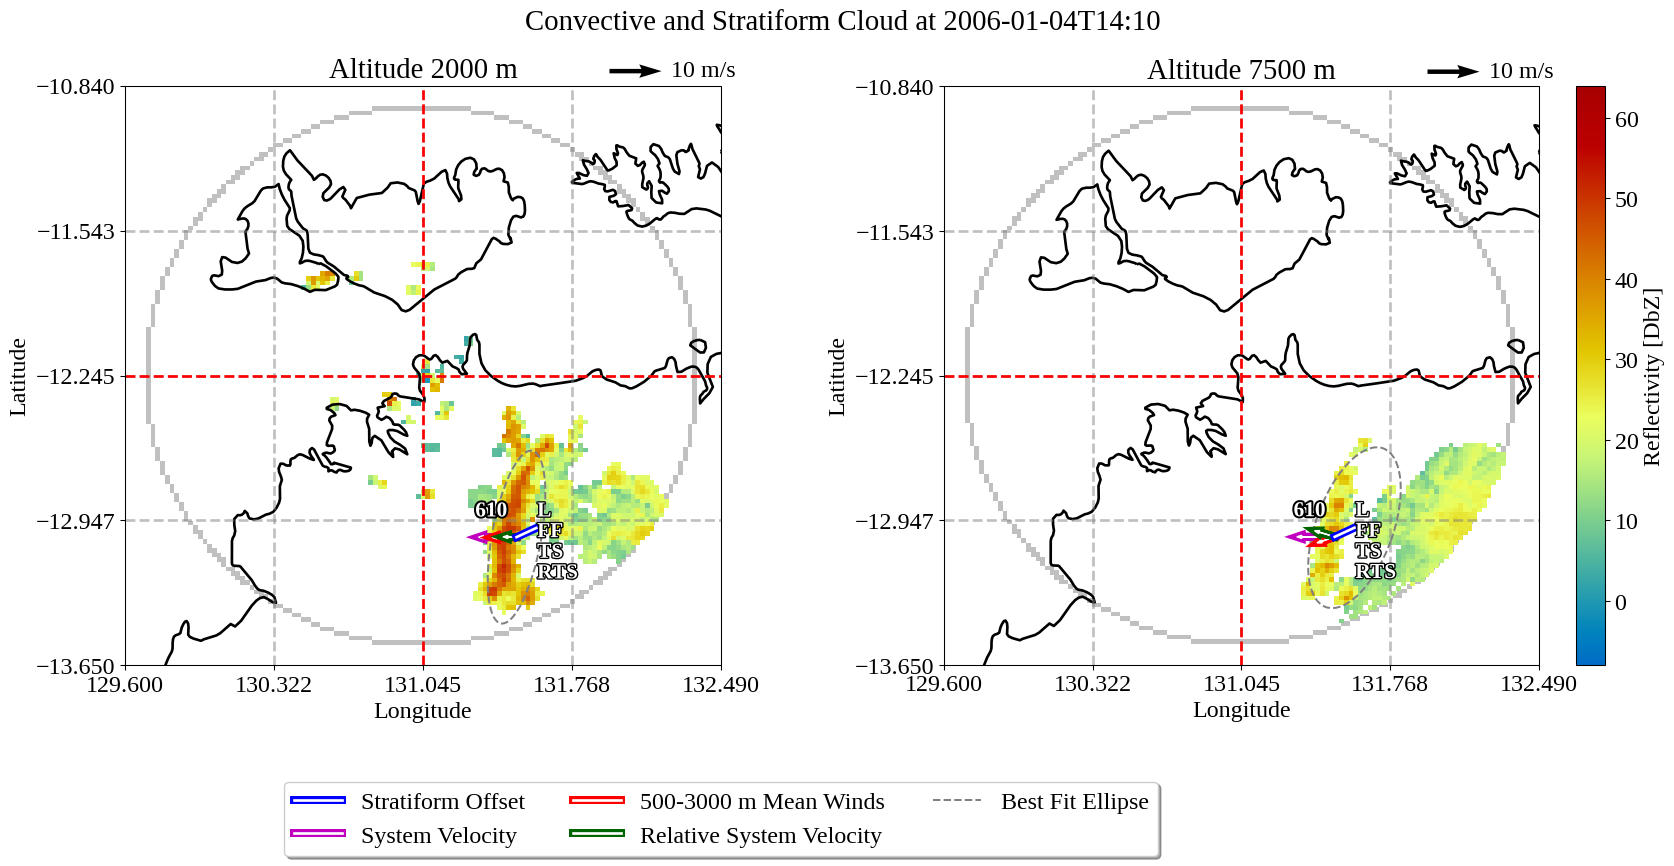 Convective and Stratiform Cloud at 2006-01-04T14:10
Altitude 2000 m
10 m/s
Altitude 7500 m
10 m/s
−10.840
−11.543
−12.245
−12.947
−13.650
Latitude
129.600
130.322
131.045
131.768
132.490
Longitude
610
L
FF
TS
RTS
−10.840
−11.543
−12.245
−12.947
−13.650
Latitude
129.600
130.322
131.045
131.768
132.490
Longitude
610
L
FF
TS
RTS
60
50
40
30
20
10
0
Reflectivity [DbZ]
Stratiform Offset
System Velocity
500-3000 m Mean Winds
Relative System Velocity
Best Fit Ellipse